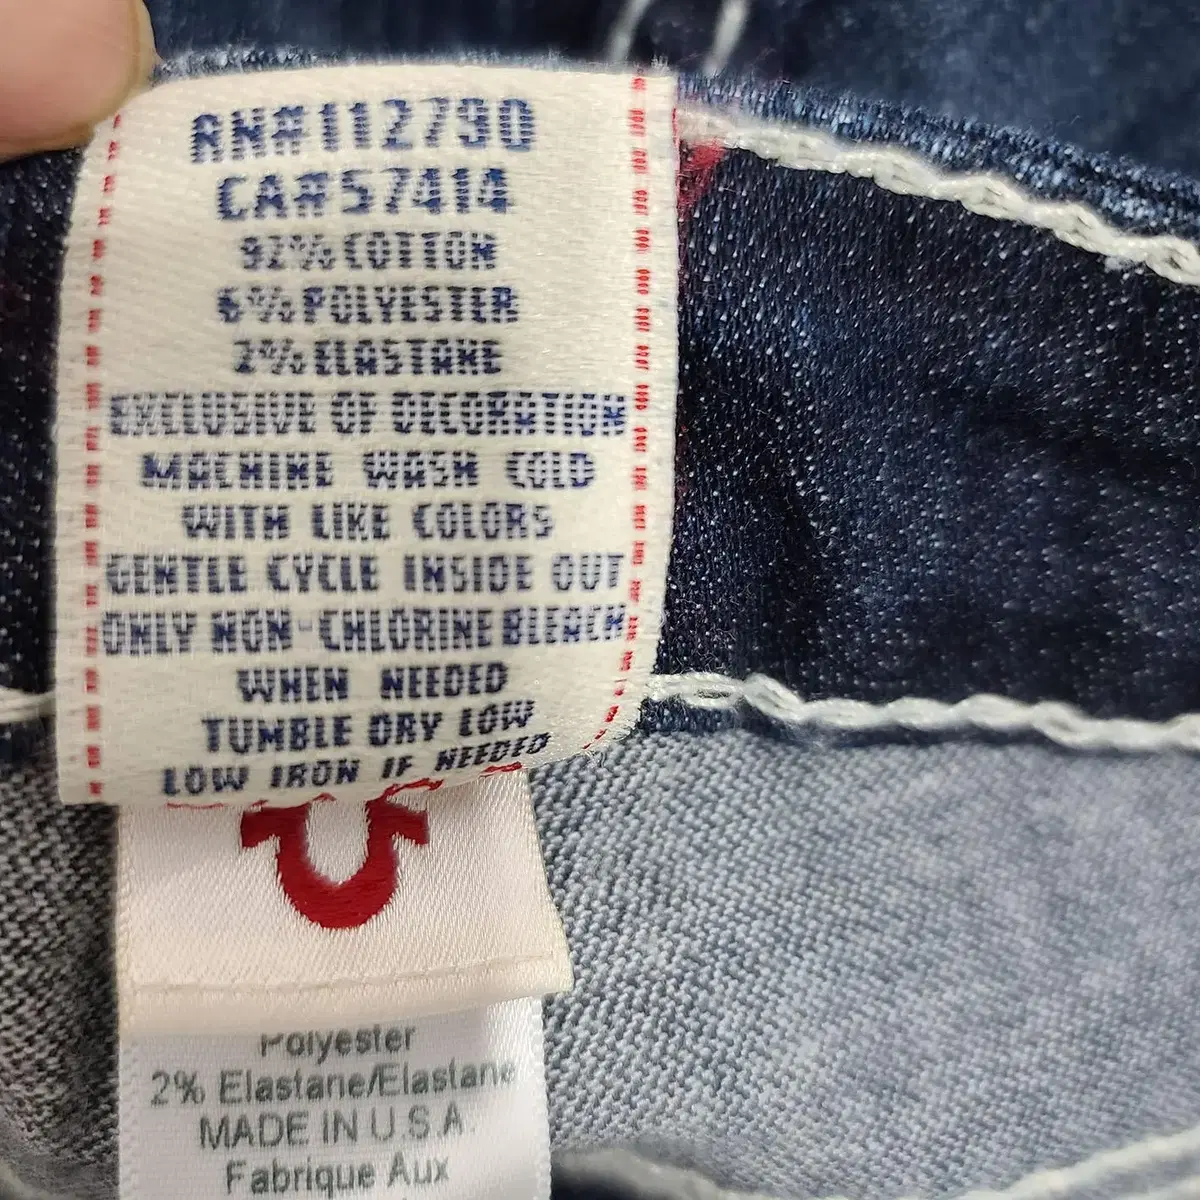 RN#112790
CA#57414
92% COTTON
6% POLYESTER
2% ELASTANE
EXCLUSIVE OF DECORATION
MACHINE WASH COLD
WITH LIKE COLORS
GENTLE CYCLE INSIDE OUT
ONLY NON-CHLORINE BLEACH
WHEN NEEDED
TUMBLE DRY LOW
LOW IRON IF NEEDED
Polyester
2% Elastane/Elastane
MADE IN U.S.A.
Fabrique Aux